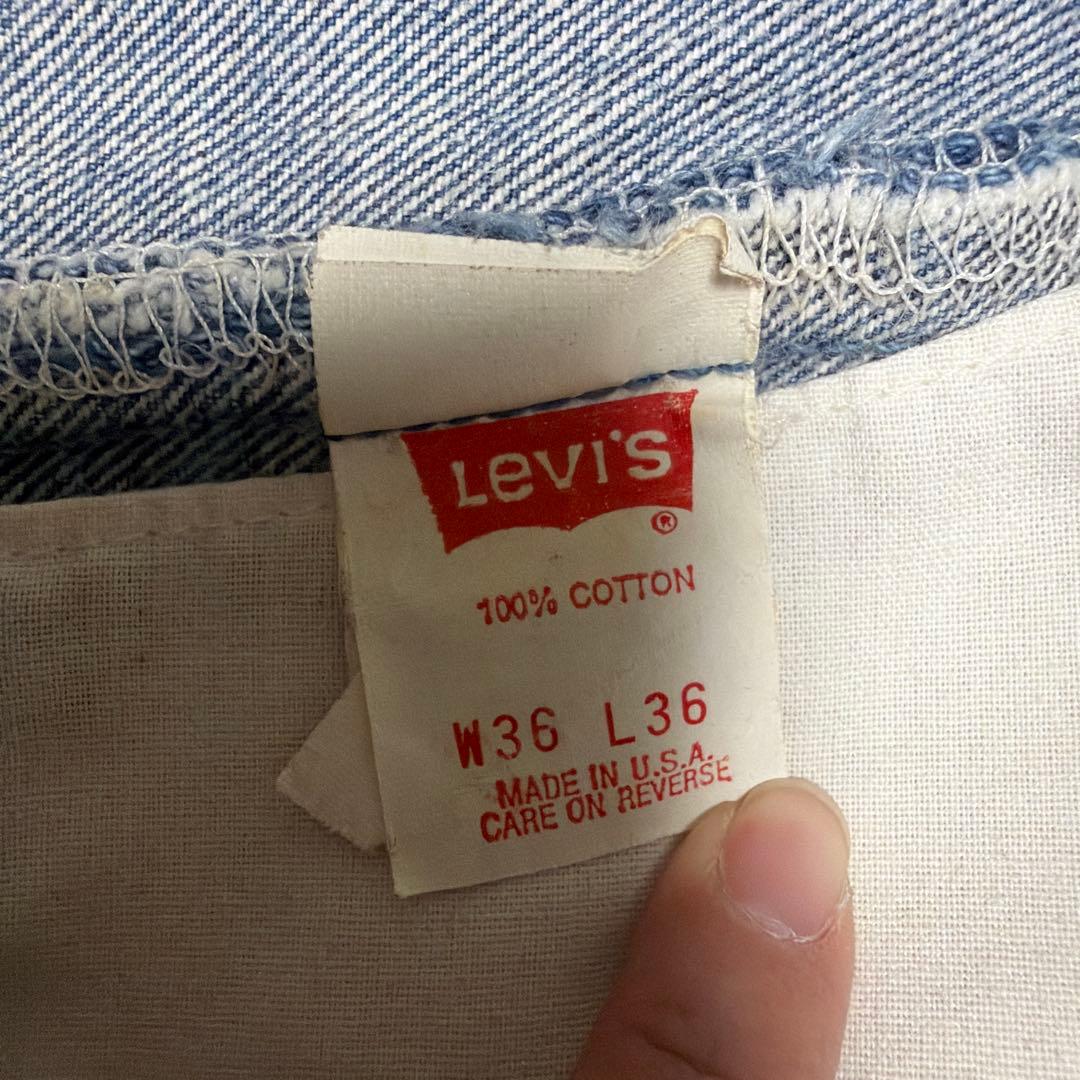 Levi's
®
100% COTTON
W36 L36
MADE IN U.S.A.
CARE ON REVERSE